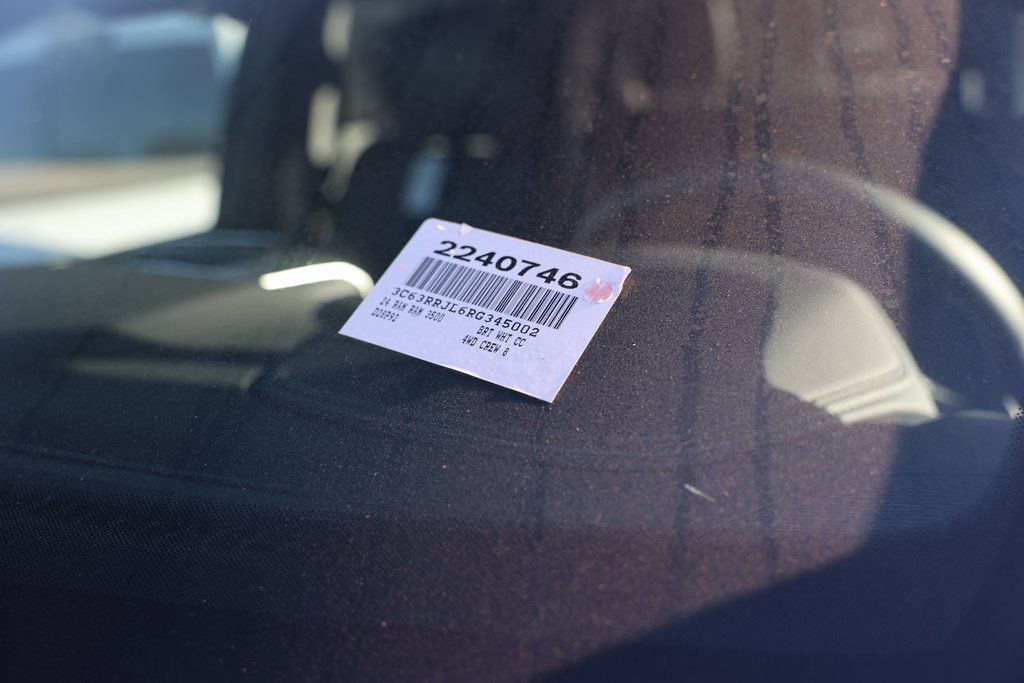 2240746
3C63RRJL6RG345002
24 RAM RAM 3500 BRT WHT CC
D28P92 4WD CREW 8